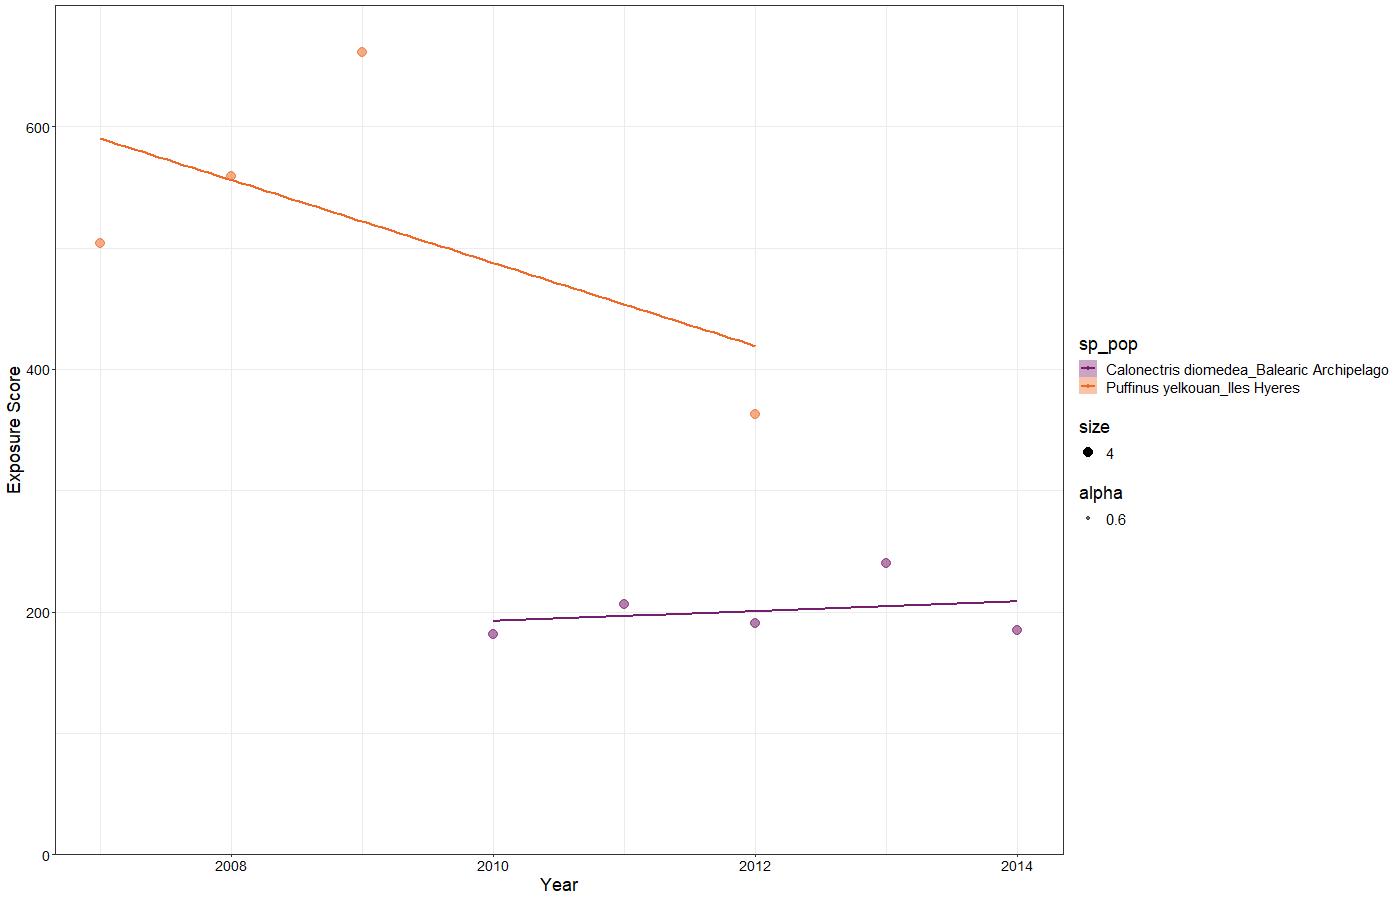 600
400
200
0
Exposure Score
2008
2010
2012
2014
Year
sp_pop
Calonectris diomedea_Balearic Archipelago
Puffinus yelkouan_Iles Hyeres
size
4
alpha
0.6